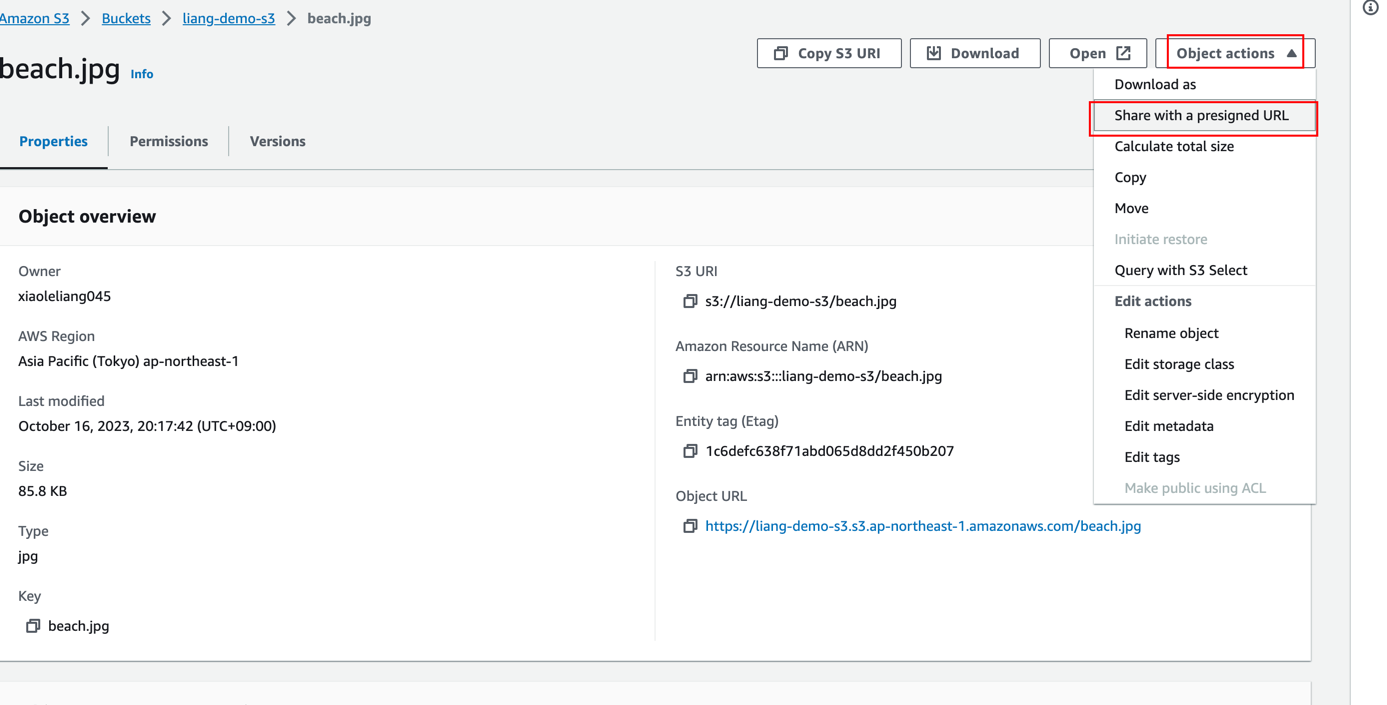 Amazon S3 > Buckets > liang-demo-s3 > beach.jpg
beach.jpg Info
Copy S3 URI
Download
Open
Object actions
Download as
Share with a presigned URL
Calculate total size
Copy
Move
Initiate restore
Query with S3 Select
Edit actions
Rename object
Edit storage class
Edit server-side encryption
Edit metadata
Edit tags
Make public using ACL
Properties
Permissions
Versions
Object overview
Owner
xiaoleliang045
AWS Region
Asia Pacific (Tokyo) ap-northeast-1
Last modified
October 16, 2023, 20:17:42 (UTC+09:00)
Size
85.8 KB
Type
jpg
Key
beach.jpg
S3 URI
s3://liang-demo-s3/beach.jpg
Amazon Resource Name (ARN)
arn:aws:s3:::liang-demo-s3/beach.jpg
Entity tag (Etag)
1c6defc638f71abd065d8dd2f450b207
Object URL
https://liang-demo-s3.s3.ap-northeast-1.amazonaws.com/beach.jpg